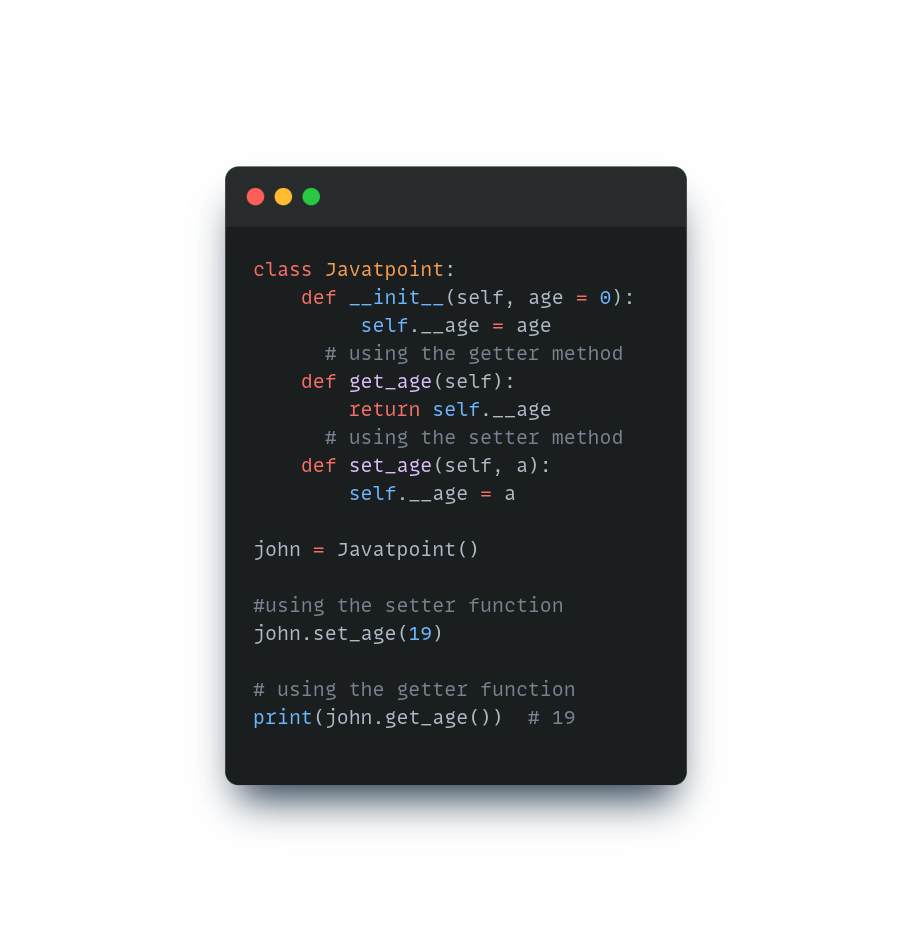 class Javatpoint:
    def __init__(self, age = 0):
         self.__age = age
      # using the getter method
    def get_age(self):
        return self.__age
      # using the setter method
    def set_age(self, a):
        self.__age = a

john = Javatpoint()

#using the setter function
john.set_age(19)

# using the getter function
print(john.get_age())  # 19